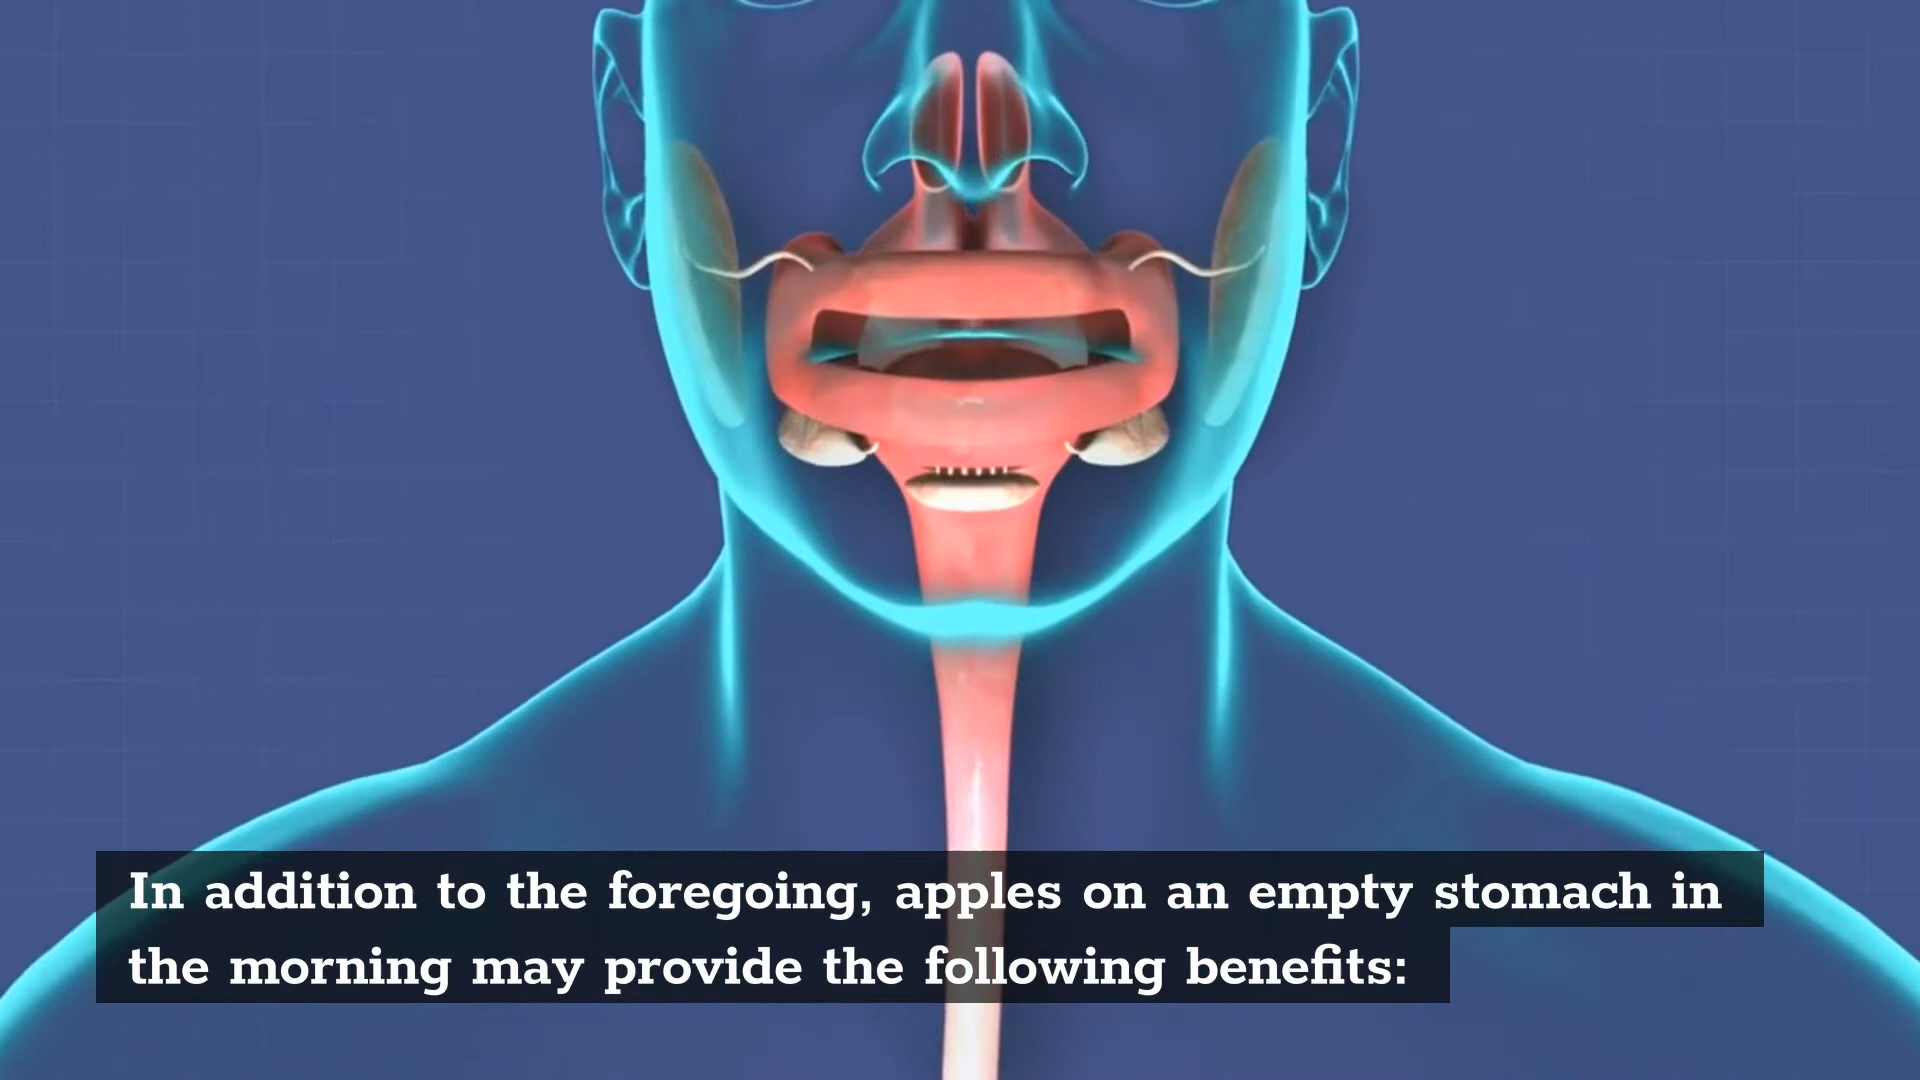 In addition to the foregoing, apples on an empty stomach in
the morning may provide the following benefits: